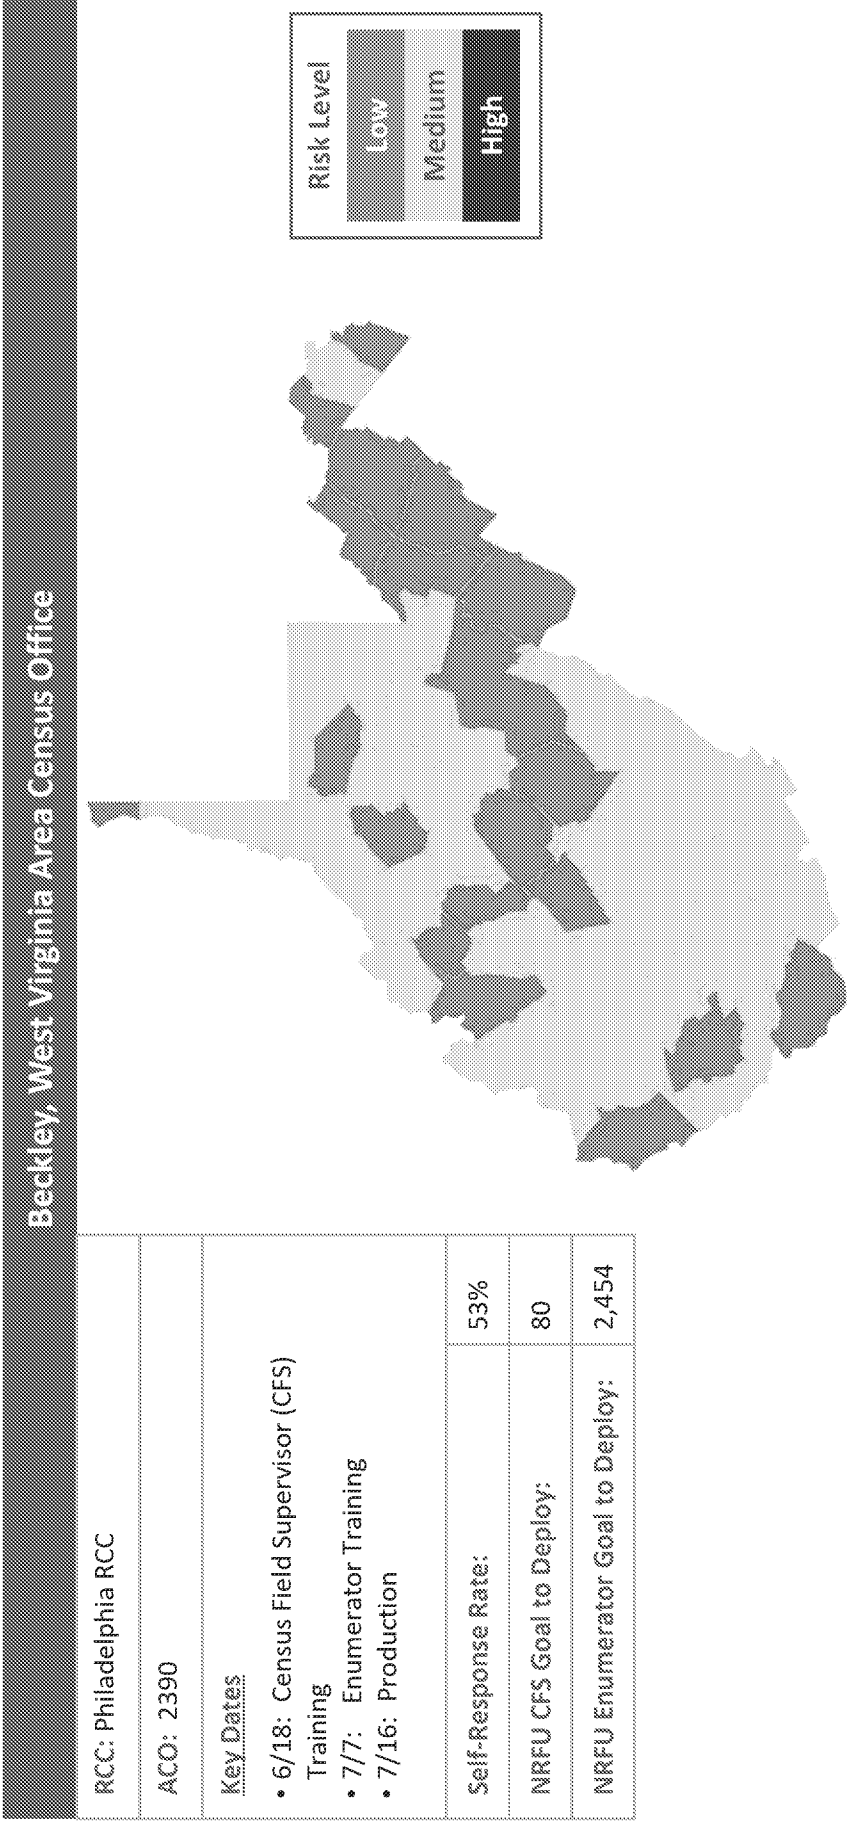 Beckley, West Virginia Area Census Office
RCC: Philadelphia RCC
ACO: 2390
Key Dates
• 6/18: Census Field Supervisor (CFS)
Training
• 7/7: Enumerator Training
• 7/16: Production
Self-Response Rate: 53%
NRFU CFS Goal to Deploy: 80
NRFU Enumerator Goal to Deploy: 2,454
Risk Level
Low
Medium
High